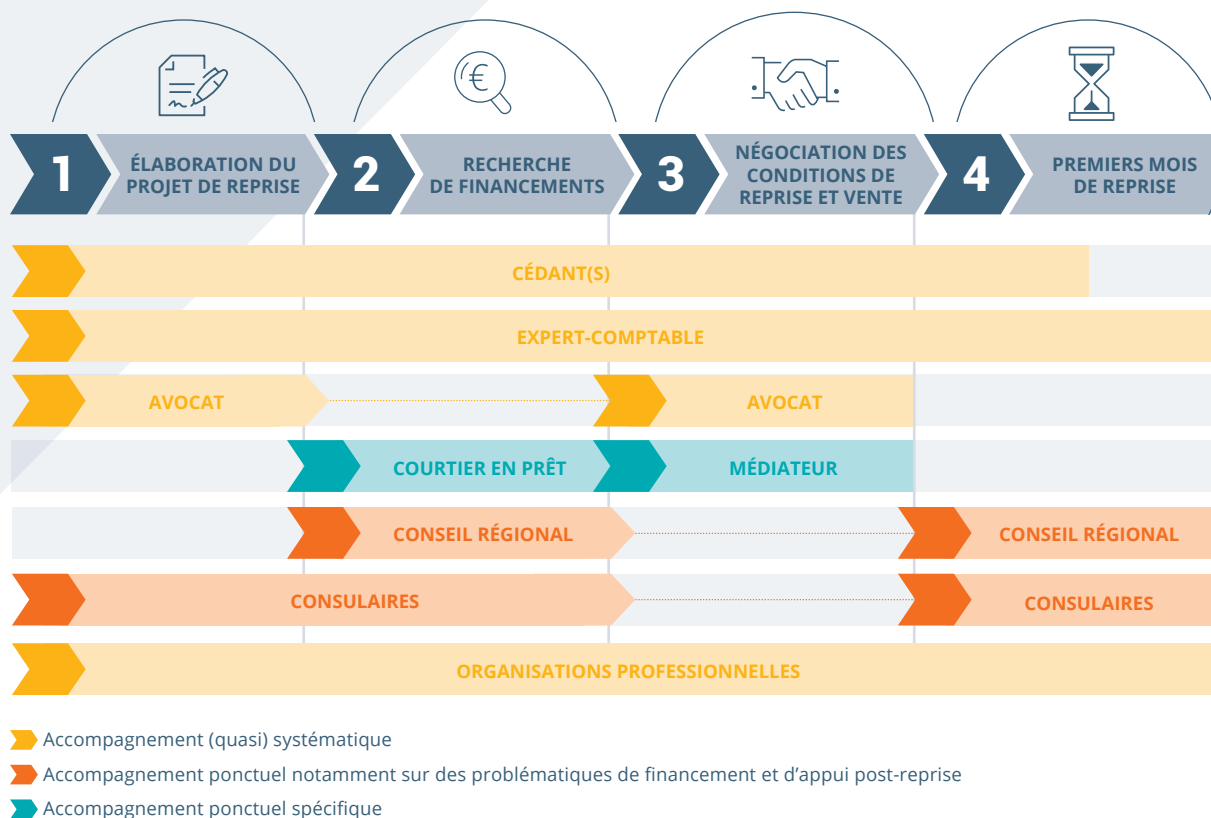 €
1
ÉLABORATION DU
PROJET DE REPRISE
2
RECHERCHE
DE FINANCEMENTS
3
NÉGOCIATION DES
CONDITIONS DE
REPRISE ET VENTE
4
PREMIERS MOIS
DE REPRISE
CÉDANT(S)
EXPERT-COMPTABLE
AVOCAT
AVOCAT
COURTIER EN PRÊT
MÉDIATEUR
CONSEIL RÉGIONAL
CONSEIL RÉGIONAL
CONSULAIRES
CONSULAIRES
ORGANISATIONS PROFESSIONNELLES
Accompagnement (quasi) systématique
Accompagnement ponctuel notamment sur des problématiques de financement et d'appui post-reprise
Accompagnement ponctuel spécifique